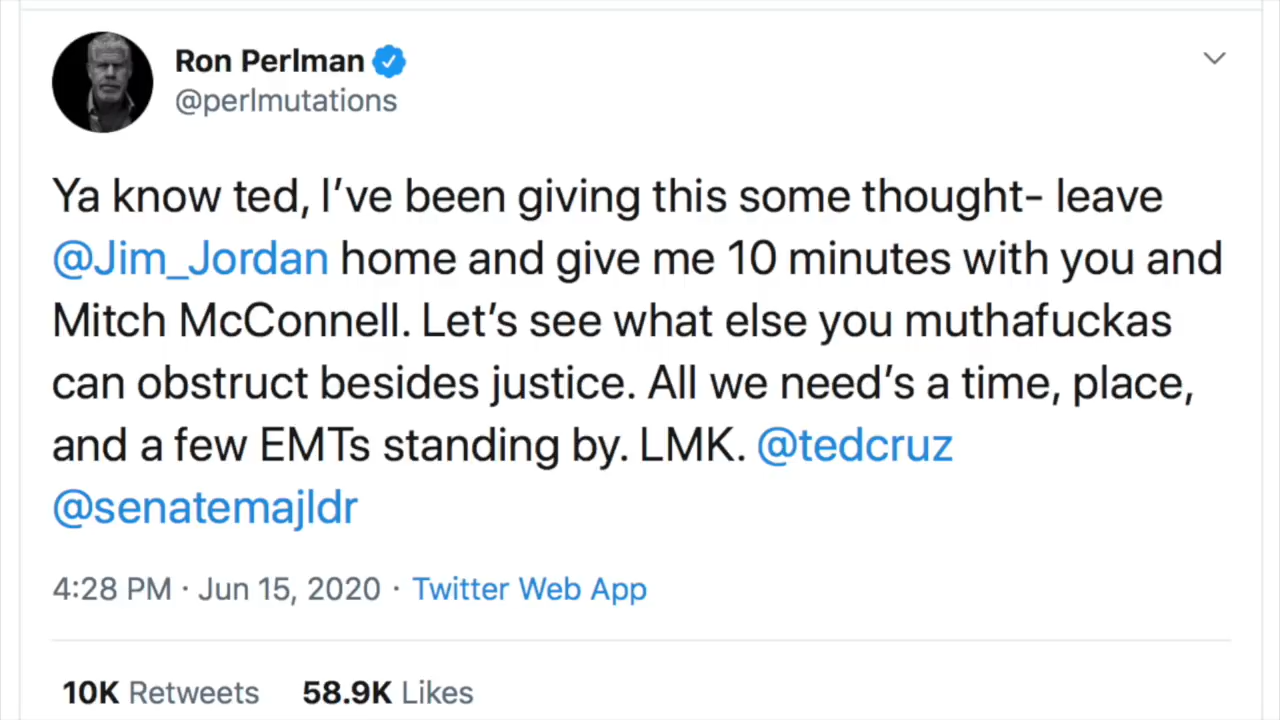 Ron Perlman
@perlmutations
Ya know ted, I’ve been giving this some thought- leave
@Jim_Jordan home and give me 10 minutes with you and
Mitch McConnell. Let’s see what else you muthafuckas
can obstruct besides justice. All we need’s a time, place,
and a few EMTs standing by. LMK. @tedcruz
@senatemajldr
4:28 PM · Jun 15, 2020 · Twitter Web App
10K Retweets 58.9K Likes